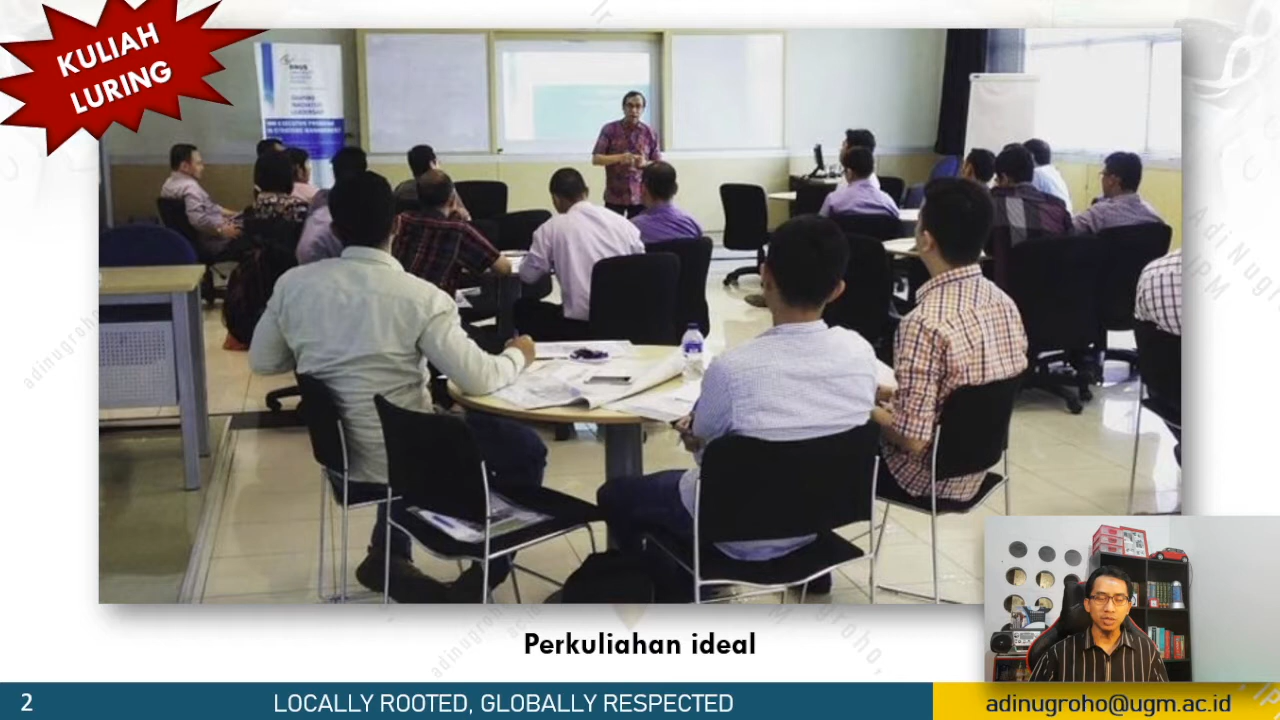 KULIAH
LURING
Perkuliahan ideal
2
LOCALLY ROOTED, GLOBALLY RESPECTED
adinugroho@ugm.ac.id